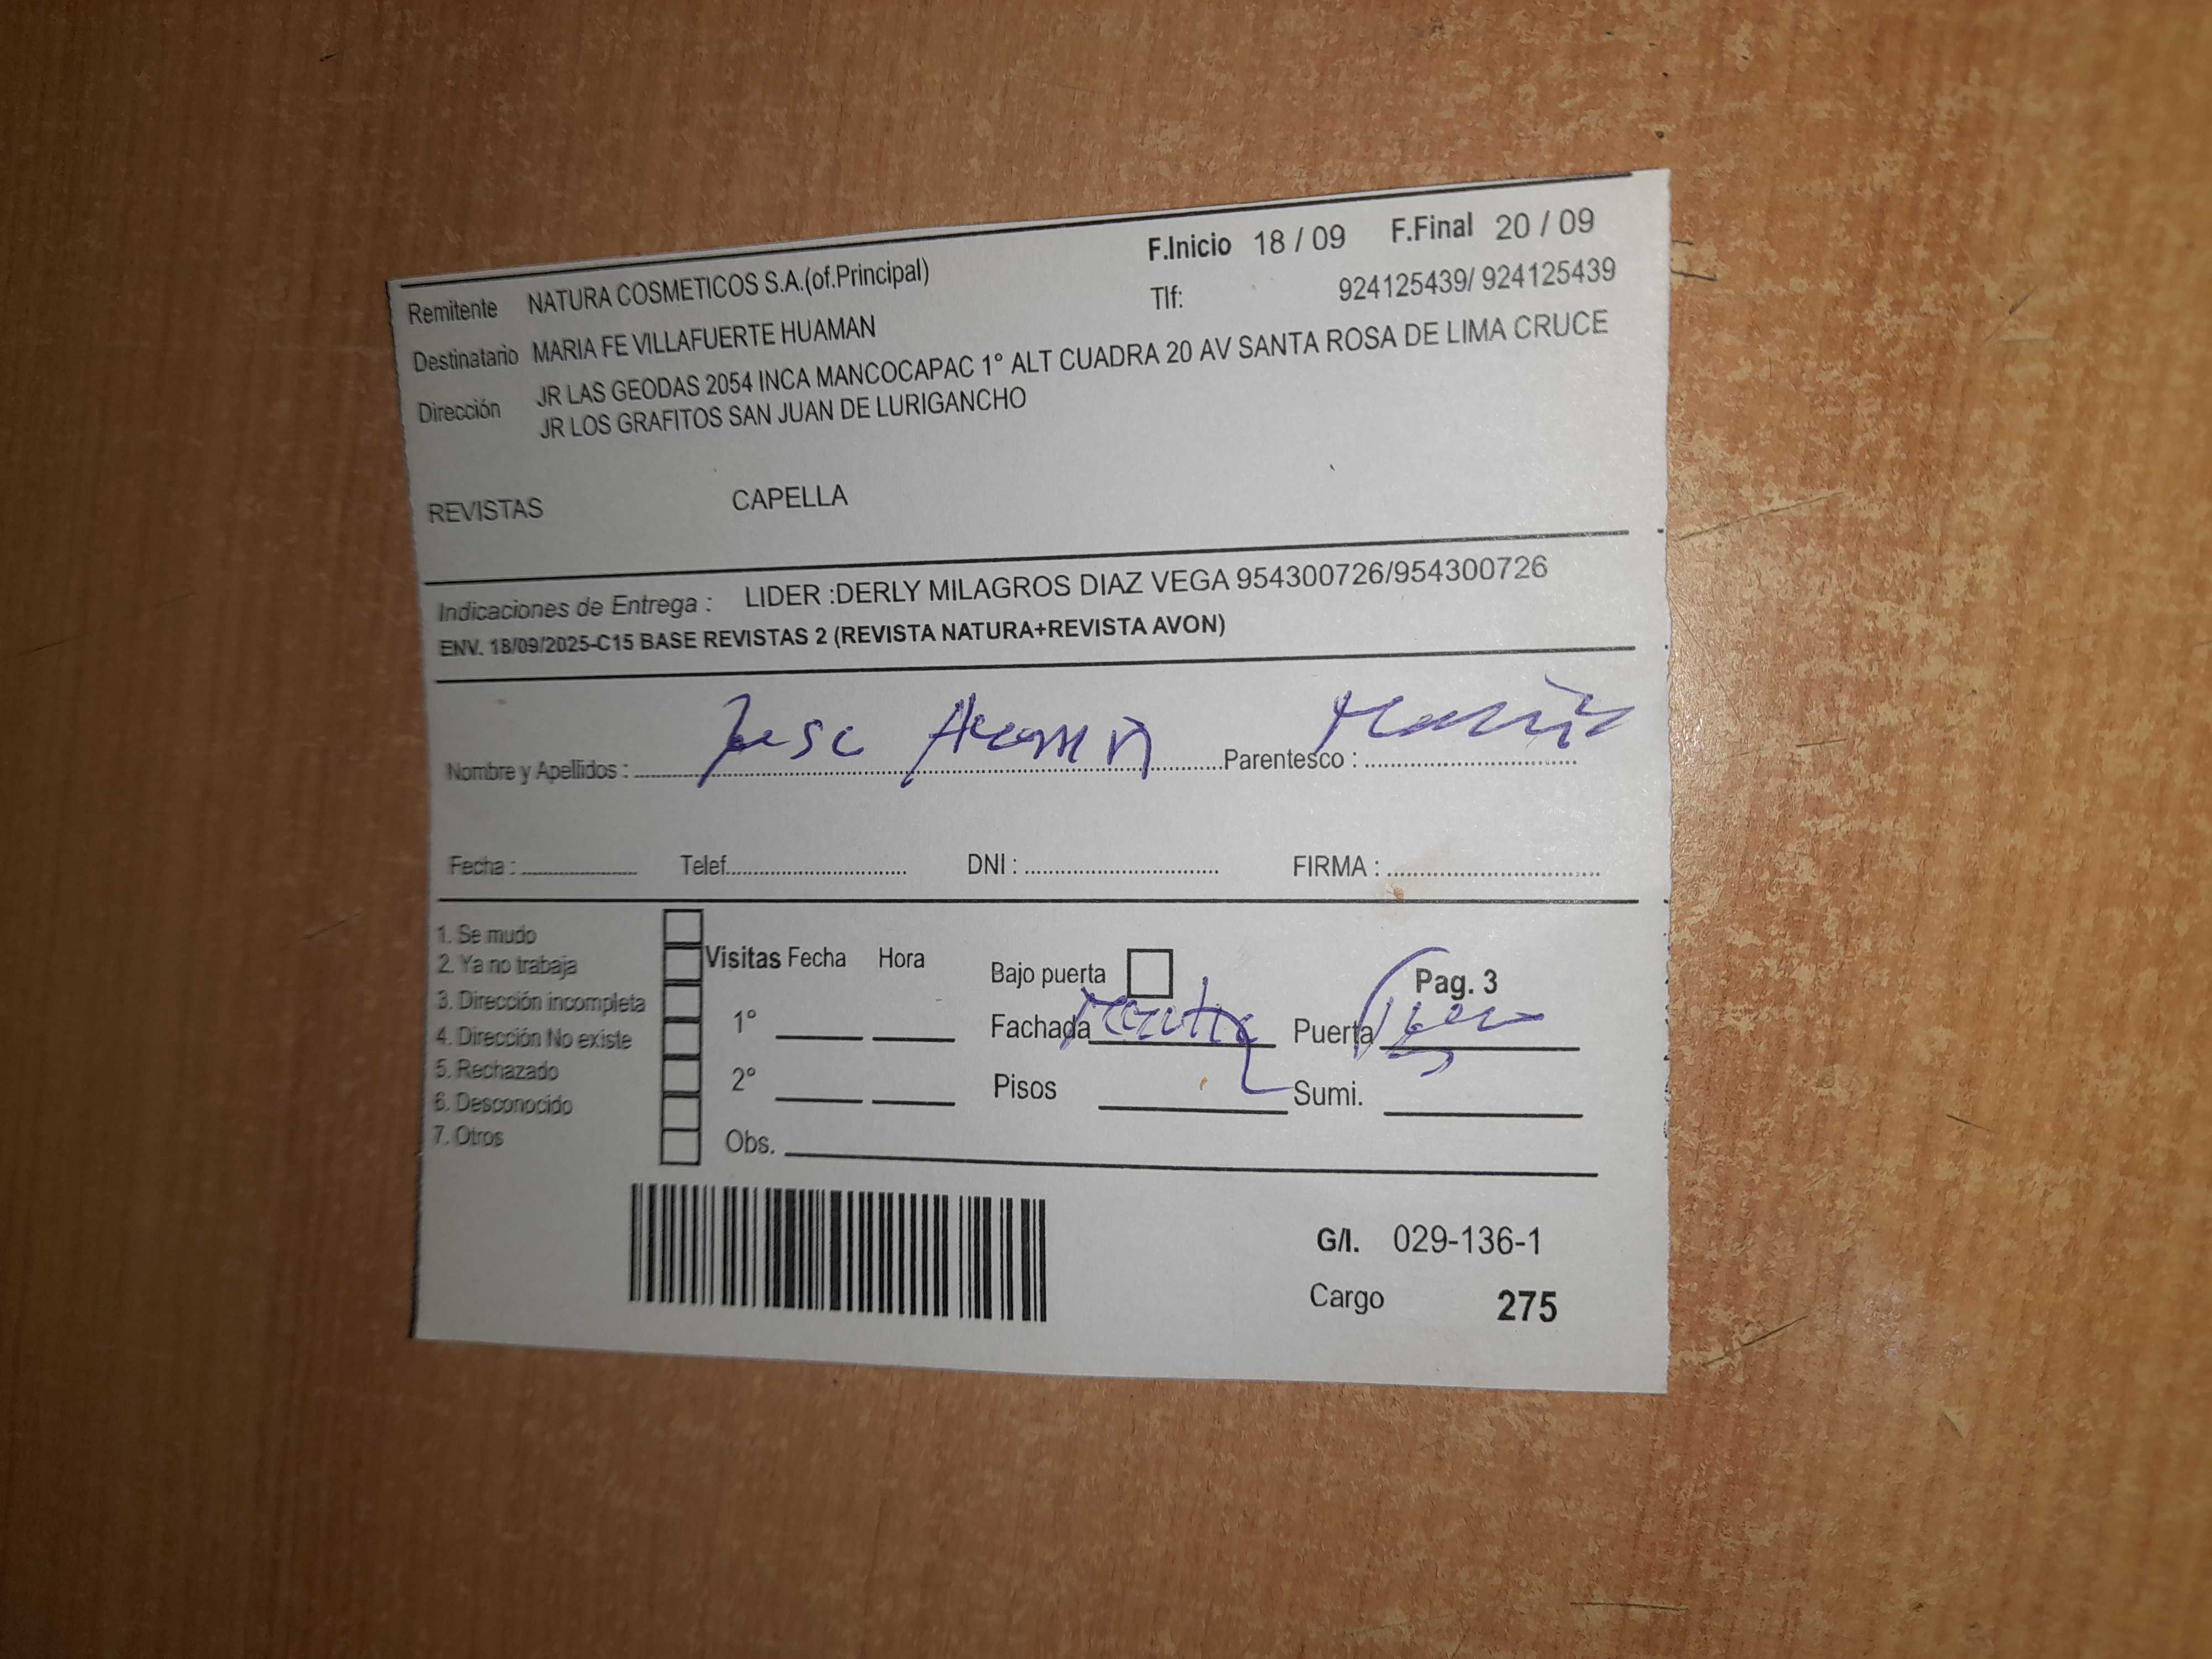 F.Inicio 18 / 09 F.Final 20 / 09
Remitente NATURA COSMETICOS S.A.(of.Principal)
Tlf: 924125439/ 924125439
Destinatario MARIA FE VILLAFUERTE HUAMAN
Dirección JR LAS GEODAS 2054 INCA MANCOCAPAC 1° ALT CUADRA 20 AV SANTA ROSA DE LIMA CRUCE
JR LOS GRAFITOS SAN JUAN DE LURIGANCHO
REVISTAS CAPELLA
Indicaciones de Entrega : LIDER :DERLY MILAGROS DIAZ VEGA 954300726/954300726
ENV. 18/09/2025-C15 BASE REVISTAS 2 (REVISTA NATURA+REVISTA AVON)
Nombre y Apellidos : Parentesco :
Fecha : Telef. DNI : FIRMA :
1. Se mudo
2. Ya no trabaja
3. Dirección incompleta
4. Dirección No existe
5. Rechazado
6. Desconocido
7. Otros
Visitas Fecha Hora
1°
2°
Obs.
Bajo puerta
Pag. 3
Fachada Puerta
Pisos Sumi.
G/I. 029-136-1
Cargo 275